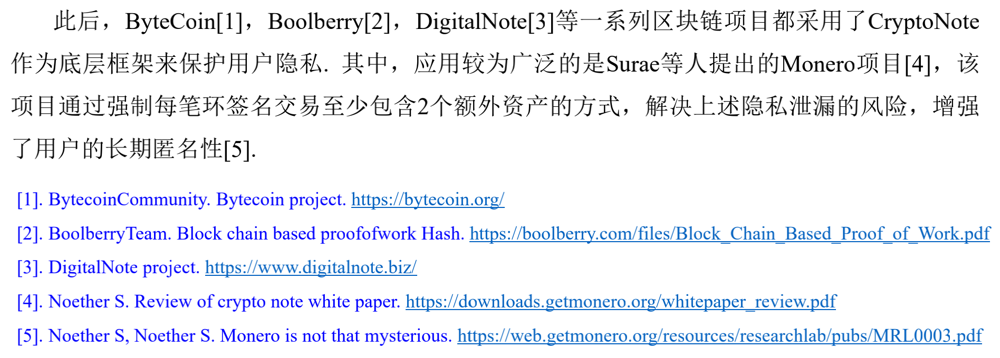 此后，ByteCoin[1]，Boolberry[2]，DigitalNote[3]等一系列区块链项目都采用了CryptoNote
作为底层框架来保护用户隐私. 其中，应用较为广泛的是Surae等人提出的Monero项目[4]，该
项目通过强制每笔环签名交易至少包含2个额外资产的方式，解决上述隐私泄漏的风险，增强
了用户的长期匿名性[5].
[1]. BytecoinCommunity. Bytecoin project. https://bytecoin.org/
[2]. BoolberryTeam. Block chain based proofofwork Hash. https://boolberry.com/files/Block_Chain_Based_Proof_of_Work.pdf
[3]. DigitalNote project. https://www.digitalnote.biz/
[4]. Noether S. Review of crypto note white paper. https://downloads.getmonero.org/whitepaper_review.pdf
[5]. Noether S, Noether S. Monero is not that mysterious. https://web.getmonero.org/resources/researchlab/pubs/MRL0003.pdf